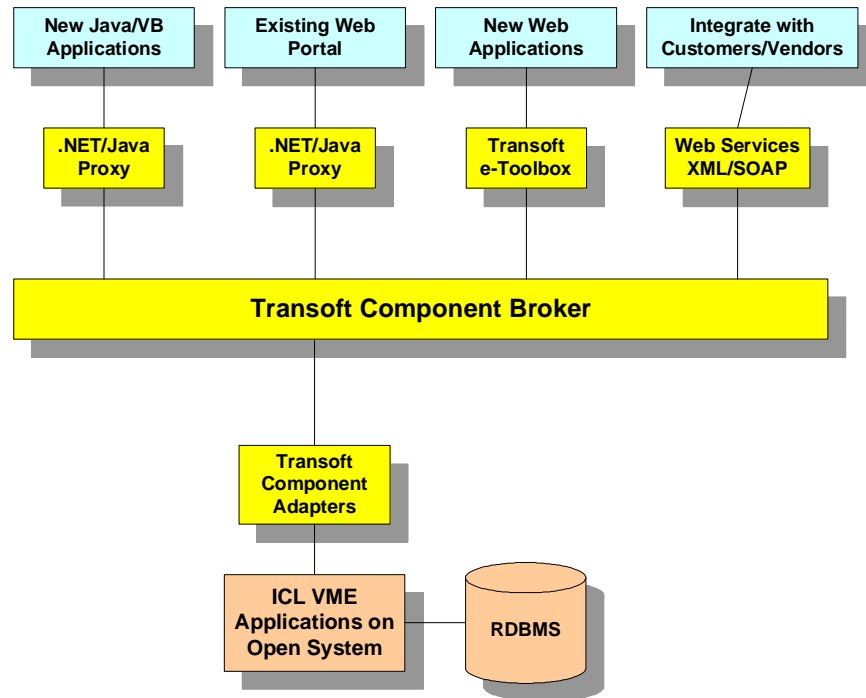 New Java/VB
Applications
Existing Web
Portal
New Web
Applications
Integrate with
Customers/Vendors
.NET/Java
Proxy
.NET/Java
Proxy
Transoft
e-Toolbox
Web Services
XML/SOAP
Transoft Component Broker
Transoft
Component
Adapters
ICL VME
Applications on
Open System
RDBMS